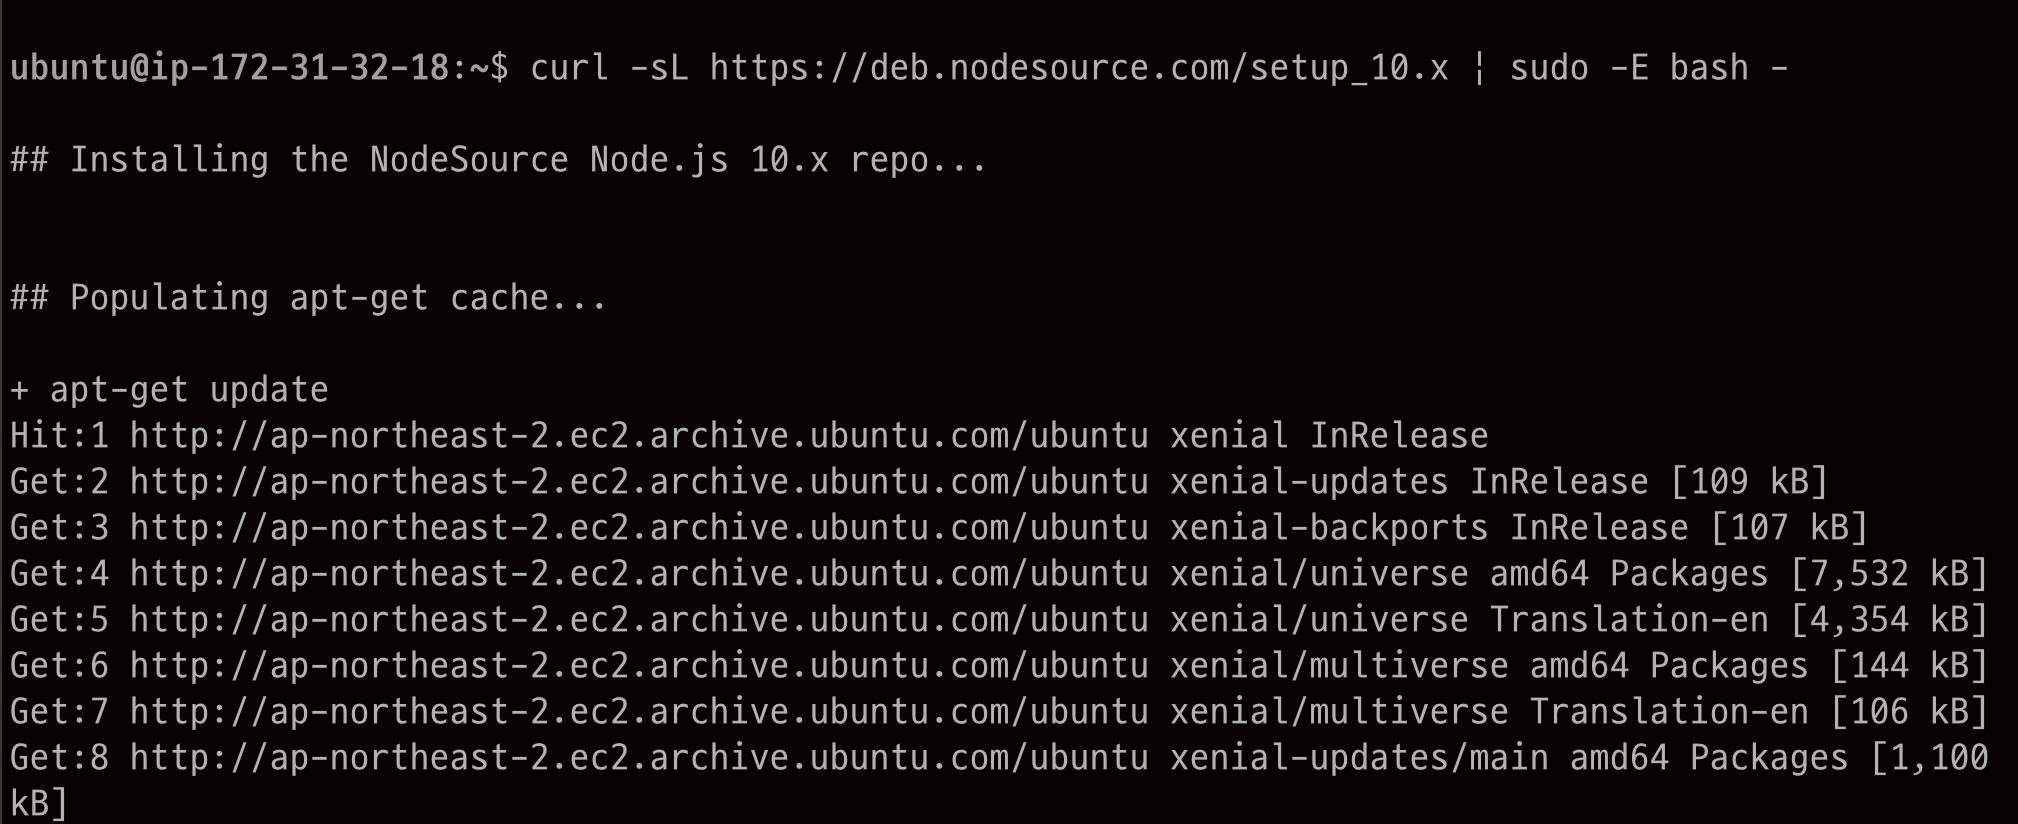 ubuntu@ip-172-31-32-18:~$ curl -sL https://deb.nodesource.com/setup_10.x | sudo -E bash -
## Installing the NodeSource Node.js 10.x repo...
## Populating apt-get cache...
+ apt-get update
Hit:1 http://ap-northeast-2.ec2.archive.ubuntu.com/ubuntu xenial InRelease
Get:2 http://ap-northeast-2.ec2.archive.ubuntu.com/ubuntu xenial-updates InRelease [109 kB]
Get:3 http://ap-northeast-2.ec2.archive.ubuntu.com/ubuntu xenial-backports InRelease [107 kB]
Get:4 http://ap-northeast-2.ec2.archive.ubuntu.com/ubuntu xenial/universe amd64 Packages [7,532 kB]
Get:5 http://ap-northeast-2.ec2.archive.ubuntu.com/ubuntu xenial/universe Translation-en [4,354 kB]
Get:6 http://ap-northeast-2.ec2.archive.ubuntu.com/ubuntu xenial/multiverse amd64 Packages [144 kB]
Get:7 http://ap-northeast-2.ec2.archive.ubuntu.com/ubuntu xenial/multiverse Translation-en [106 kB]
Get:8 http://ap-northeast-2.ec2.archive.ubuntu.com/ubuntu xenial-updates/main amd64 Packages [1,100
kB]